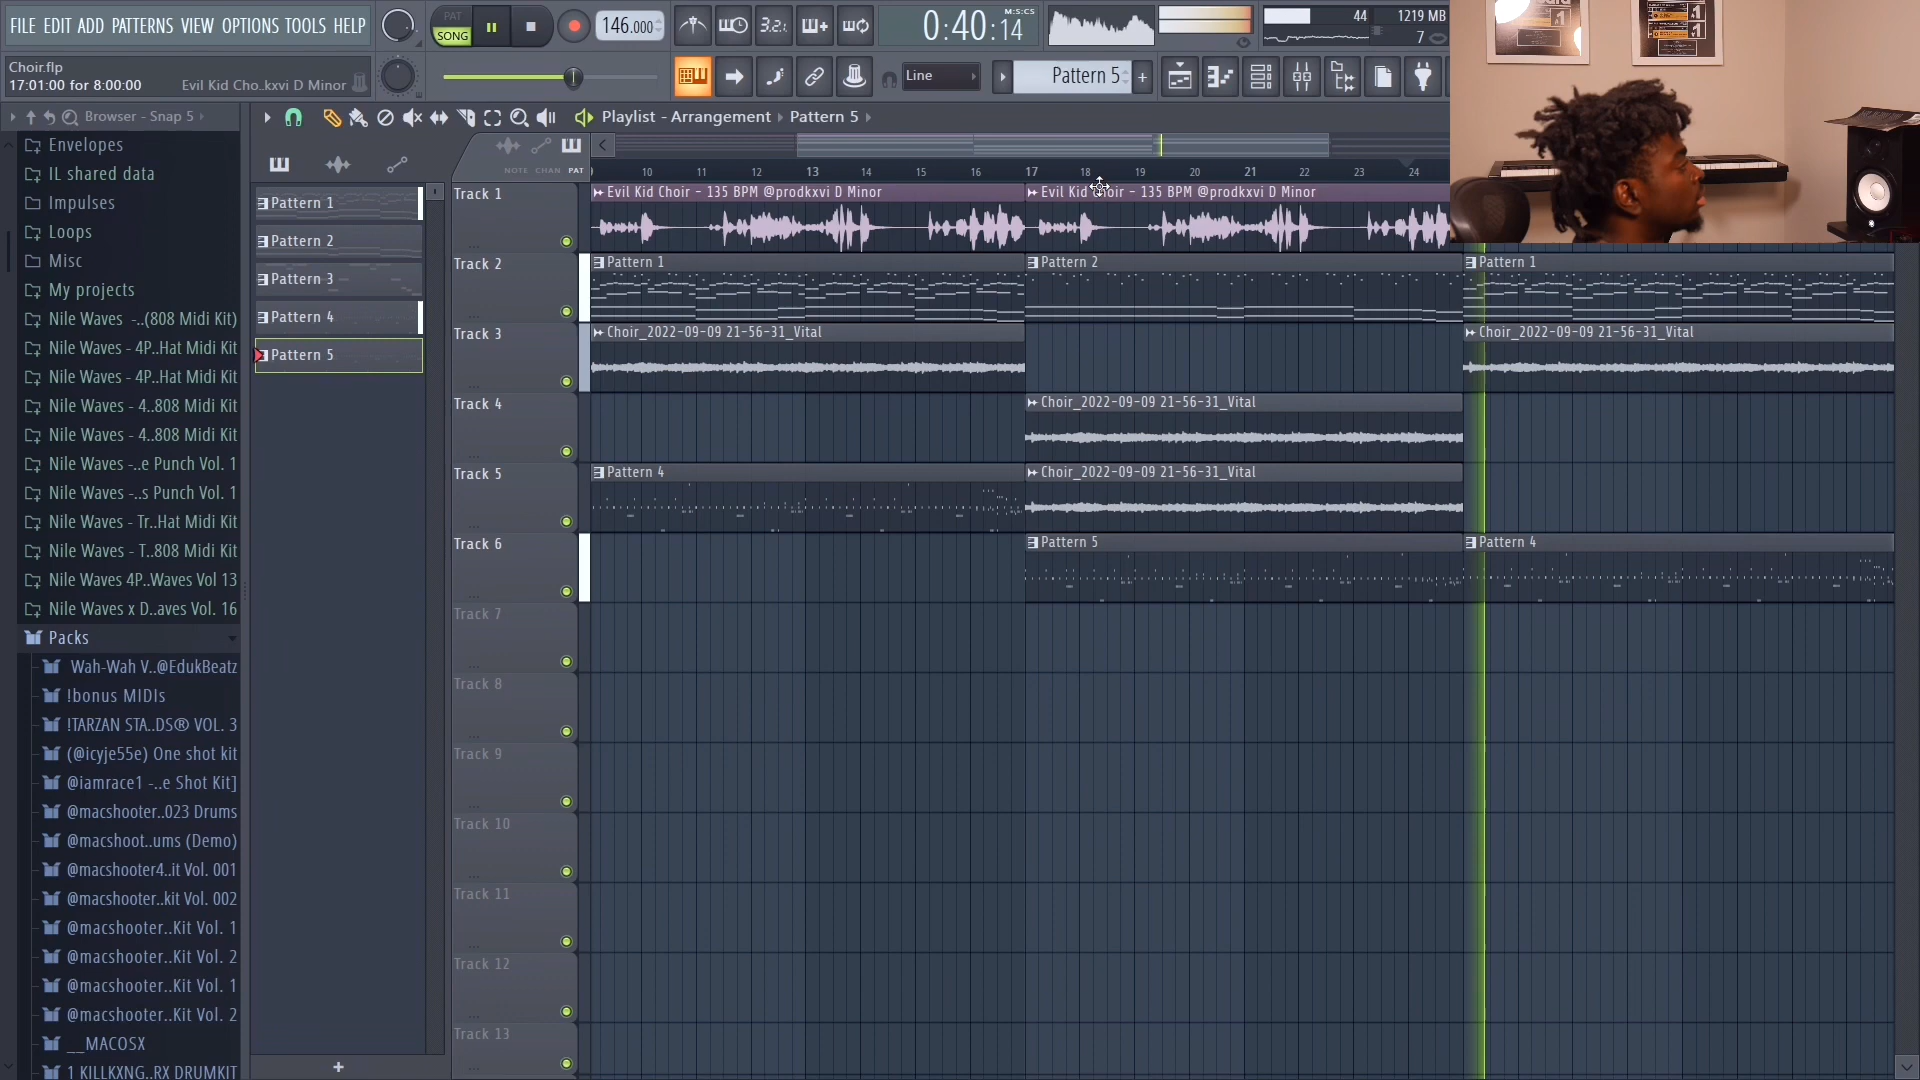 FILE EDIT ADD PATTERNS VIEW OPTIONS TOOLS HELP
PAT
SONG
146.000
3.2.
M:S:CS
0:40:14
44
1219 MB
7
Choir.flp
17:01:00 for 8:00:00
Evil Kid Cho..kxvi D Minor
Line
Pattern 5
Browser - Snap 5
Playlist - Arrangement
Pattern 5
NOTE CHAN PAT
10
11
12
13
14
15
16
17
18
19
20
21
22
23
24
Envelopes
IL shared data
Impulses
Loops
Misc
My projects
Nile Waves -..(808 Midi Kit)
Nile Waves - 4P..Hat Midi Kit
Nile Waves - 4P..Hat Midi Kit
Nile Waves - 4..808 Midi Kit
Nile Waves - 4..808 Midi Kit
Nile Waves -..e Punch Vol. 1
Nile Waves -..s Punch Vol. 1
Nile Waves - Tr..Hat Midi Kit
Nile Waves - T..808 Midi Kit
Nile Waves 4P..Waves Vol 13
Nile Waves x D..aves Vol. 16
Packs
Wah-Wah V..@EdukBeatz
!bonus MIDIs
!TARZAN STA..DS® VOL. 3
(@icyje55e) One shot kit
@iamrace1 -..e Shot Kit]
@macshooter..023 Drums
@macshoot..ums (Demo)
@macshooter4..it Vol. 001
@macshooter..kit Vol. 002
@macshooter..Kit Vol. 1
@macshooter..Kit Vol. 2
@macshooter..Kit Vol. 1
@macshooter..Kit Vol. 2
__MACOSX
1 KILLKXNG..RX DRUMKIT
Pattern 1
Pattern 2
Pattern 3
Pattern 4
Pattern 5
Track 1
Evil Kid Choir - 135 BPM @prodkxvi D Minor
Evil Kid Choir - 135 BPM @prodkxvi D Minor
Track 2
Pattern 1
Pattern 2
Pattern 1
Track 3
Choir_2022-09-09 21-56-31_Vital
Choir_2022-09-09 21-56-31_Vital
Track 4
Choir_2022-09-09 21-56-31_Vital
Track 5
Pattern 4
Choir_2022-09-09 21-56-31_Vital
Track 6
Pattern 5
Pattern 4
Track 7
Track 8
Track 9
Track 10
Track 11
Track 12
Track 13